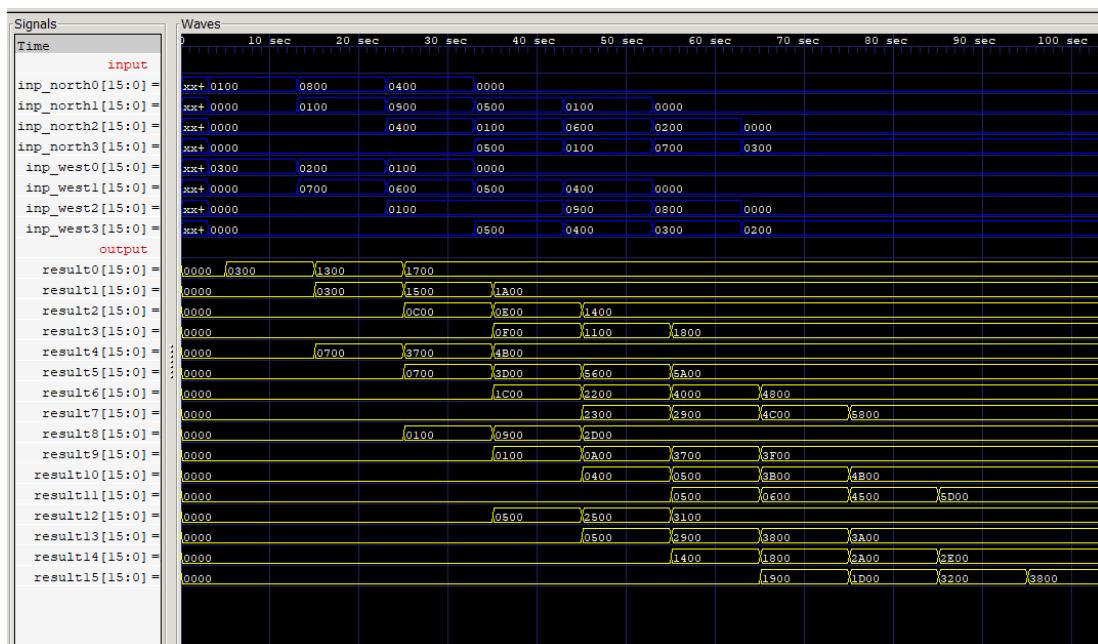 Signals Waves
Time 0 10 sec 20 sec 30 sec 40 sec 50 sec 60 sec 70 sec 80 sec 90 sec 100 sec
input
inp_north0[15:0] = xx+ 0100 0800 0400 0000
inp_north1[15:0] = xx+ 0000 0100 0900 0500 0100 0000
inp_north2[15:0] = xx+ 0000 0400 0100 0600 0200 0000
inp_north3[15:0] = xx+ 0000 0500 0100 0700 0300
inp_west0[15:0] = xx+ 0300 0200 0100 0000
inp_west1[15:0] = xx+ 0000 0700 0600 0500 0400 0000
inp_west2[15:0] = xx+ 0000 0100 0900 0800 0000
inp_west3[15:0] = xx+ 0000 0500 0400 0300 0200
output
result0[15:0] = 0000 0300 1300 1700
result1[15:0] = 0000 0300 1500 1A00
result2[15:0] = 0000 0C00 0E00 1400
result3[15:0] = 0000 0F00 1100 1800
result4[15:0] = 0000 0700 3700 4B00
result5[15:0] = 0000 0700 3D00 5600 5A00
result6[15:0] = 0000 1C00 2200 4000 4800
result7[15:0] = 0000 2300 2900 4C00 5800
result8[15:0] = 0000 0100 0900 2D00
result9[15:0] = 0000 0100 0A00 3700 3F00
result10[15:0] = 0000 0400 0500 3B00 4B00
result11[15:0] = 0000 0500 0600 4500 5D00
result12[15:0] = 0000 0500 2500 3100
result13[15:0] = 0000 0500 2900 3800 3A00
result14[15:0] = 0000 1400 1800 2A00 2E00
result15[15:0] = 0000 1900 1D00 3200 3800